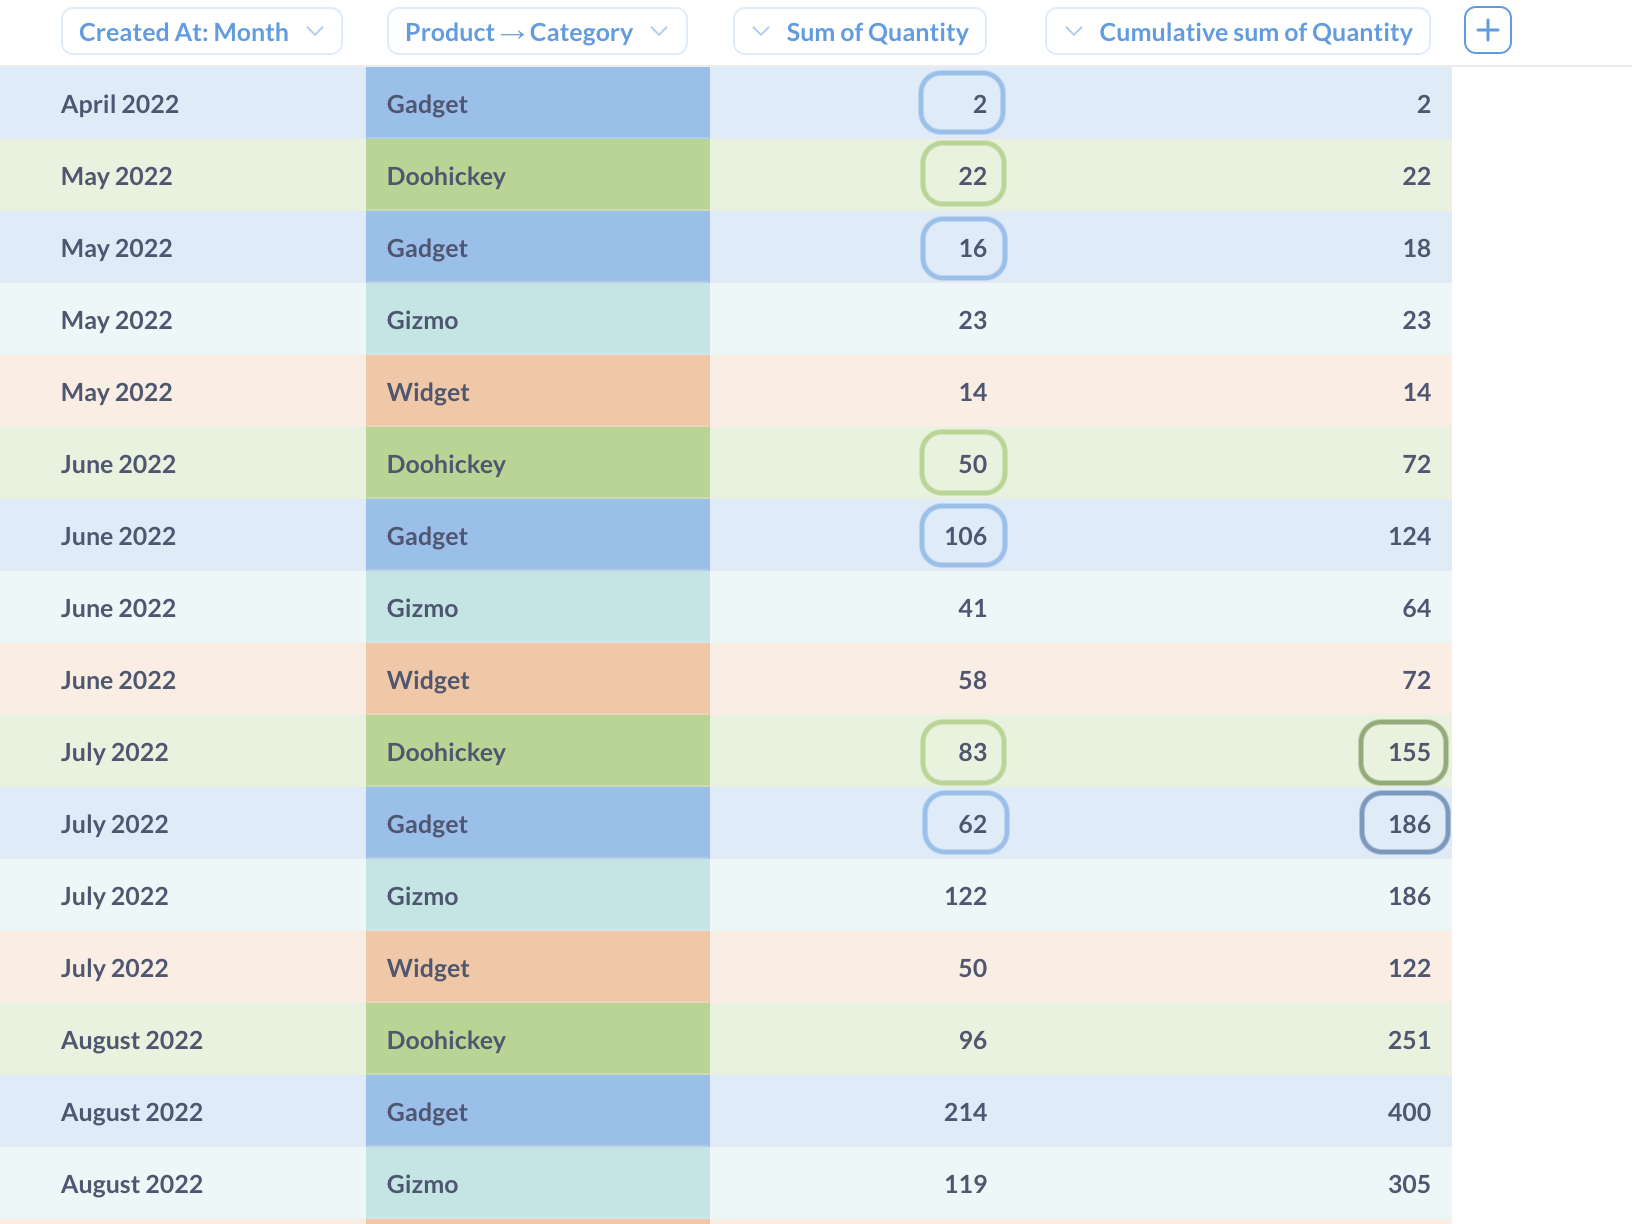 Created At: Month Product → Category Sum of Quantity Cumulative sum of Quantity +
April 2022 Gadget 2 2
May 2022 Doohickey 22 22
May 2022 Gadget 16 18
May 2022 Gizmo 23 23
May 2022 Widget 14 14
June 2022 Doohickey 50 72
June 2022 Gadget 106 124
June 2022 Gizmo 41 64
June 2022 Widget 58 72
July 2022 Doohickey 83 155
July 2022 Gadget 62 186
July 2022 Gizmo 122 186
July 2022 Widget 50 122
August 2022 Doohickey 96 251
August 2022 Gadget 214 400
August 2022 Gizmo 119 305